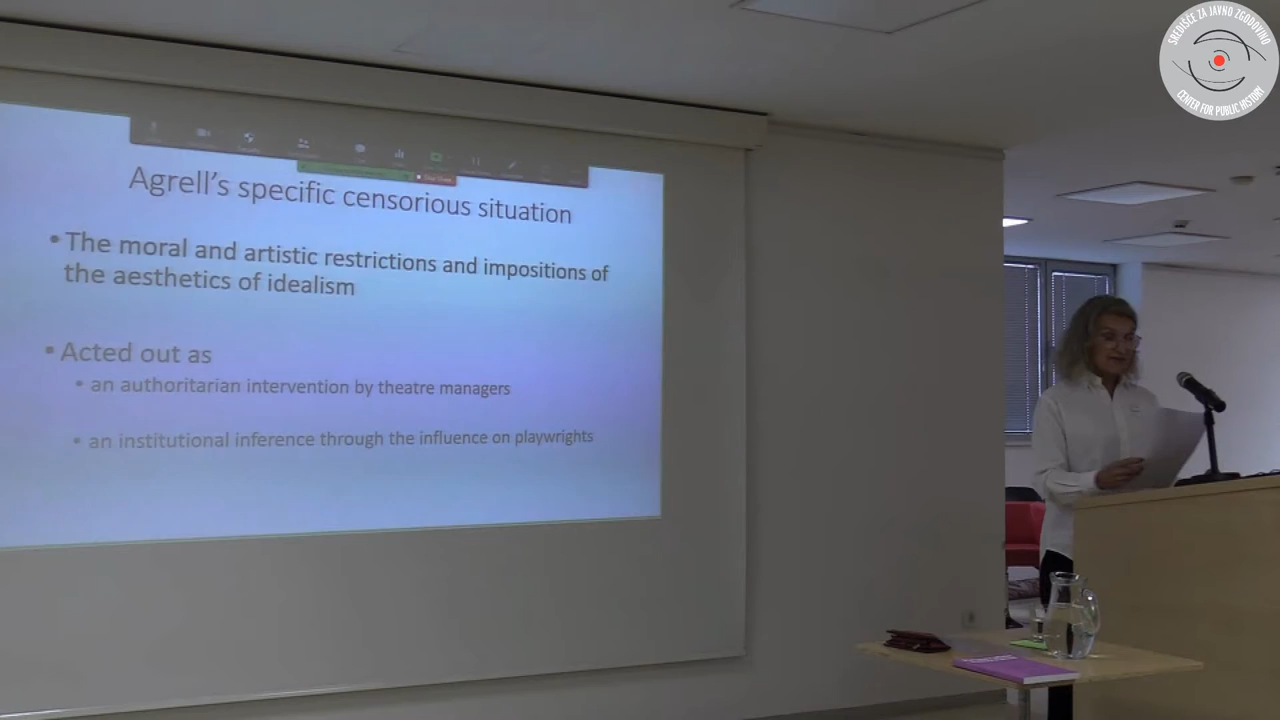 SREDIŠČE ZA JAVNO ZGODOVINO
CENTER FOR PUBLIC HISTORY
Agrell's specific censorious situation
• The moral and artistic restrictions and impositions of
the aesthetics of idealism
• Acted out as
• an authoritarian intervention by theatre managers
• an institutional inference through the influence on playwrights